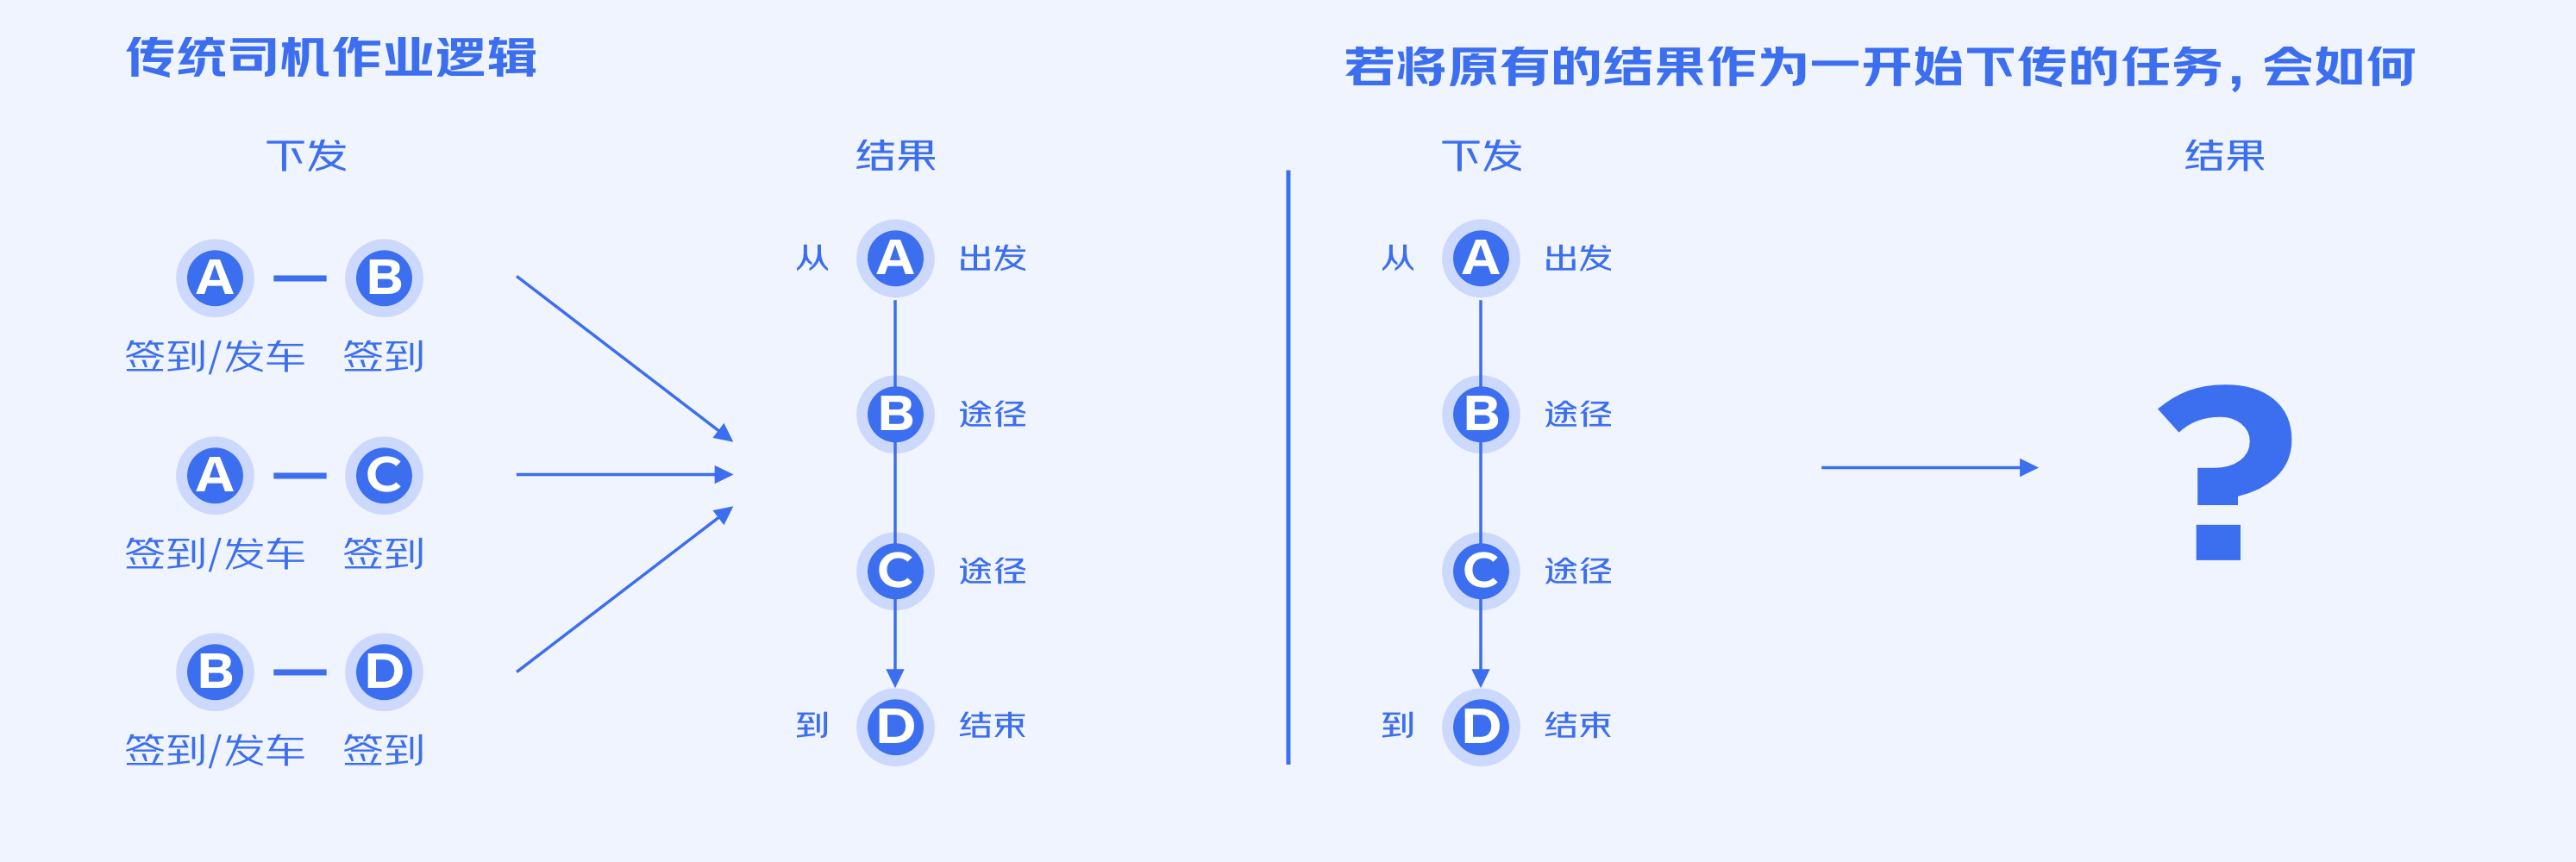 传统司机作业逻辑
下发
A — B
签到/发车 签到
A — C
签到/发车 签到
B — D
签到/发车 签到
结果
从 A 出发
B 途径
C 途径
到 D 结束
若将原有的结果作为一开始下传的任务，会如何
下发
从 A 出发
B 途径
C 途径
到 D 结束
结果
?